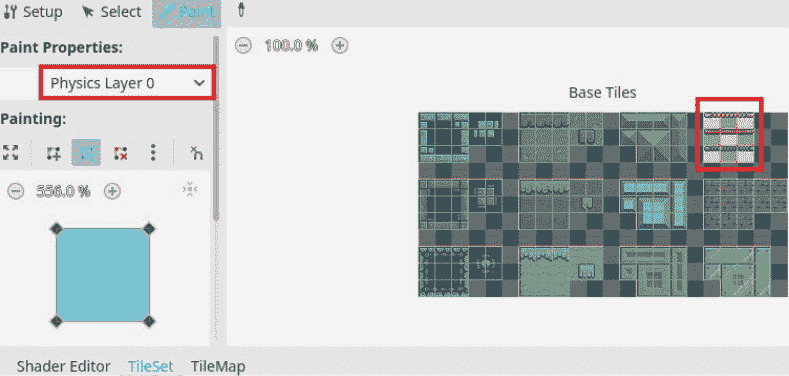 Setup Select Paint
Paint Properties:
100.0 %
Physics Layer 0
Base Tiles
Painting:
556.0 %
Shader Editor TileSet TileMap